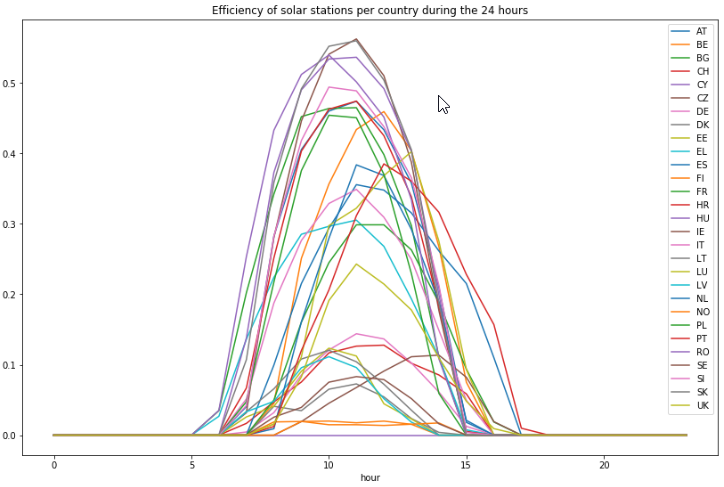 Efficiency of solar stations per country during the 24 hours
0.5
0.4
0.3
0.2
0.1
0.0
0
5
10
15
20
hour
AT
BE
BG
CH
CY
CZ
DE
DK
EE
EL
ES
FI
FR
HR
HU
IE
IT
LT
LU
LV
NL
NO
PL
PT
RO
SE
SI
SK
UK